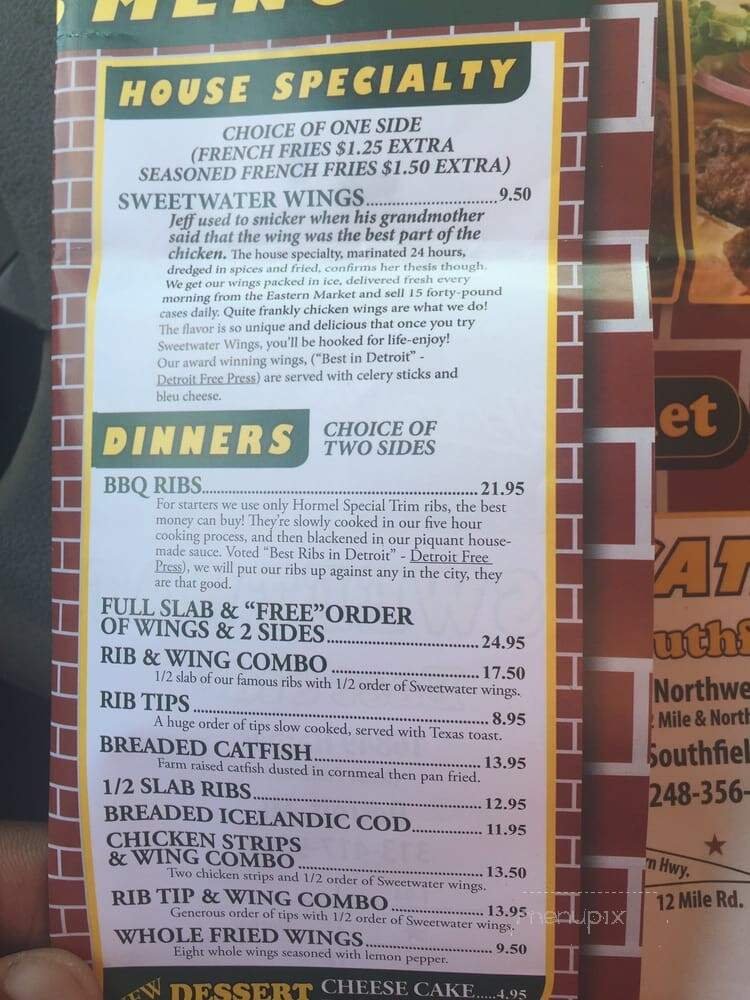 MENU
HOUSE SPECIALTY
CHOICE OF ONE SIDE
(FRENCH FRIES $1.25 EXTRA
SEASONED FRENCH FRIES $1.50 EXTRA)
SWEETWATER WINGS..............................9.50
Jeff used to snicker when his grandmother
said that the wing was the best part of the
chicken. The house specialty, marinated 24 hours,
dredged in spices and fried, confirms her thesis though.
We get our wings packed in ice, delivered fresh every
morning from the Eastern Market and sell 15 forty-pound
cases daily. Quite frankly chicken wings are what we do!
The flavor is so unique and delicious that once you try
Sweetwater Wings, you'll be hooked for life-enjoy!
Our award winning wings, ("Best in Detroit" -
Detroit Free Press) are served with celery sticks and
bleu cheese.
DINNERS
CHOICE OF
TWO SIDES
BBQ RIBS..............................21.95
For starters we use only Hormel Special Trim ribs, the best
money can buy! They're slowly cooked in our five hour
cooking process, and then blackened in our piquant house-
made sauce. Voted "Best Ribs in Detroit" - Detroit Free
Press), we will put our ribs up against any in the city, they
are that good.
FULL SLAB & "FREE"ORDER
OF WINGS & 2 SIDES..............................24.95
RIB & WING COMBO..............................17.50
1/2 slab of our famous ribs with 1/2 order of Sweetwater wings.
RIB TIPS..............................8.95
A huge order of tips slow cooked, served with Texas toast.
BREADED CATFISH..............................13.95
Farm raised catfish dusted in cornmeal then pan fried.
1/2 SLAB RIBS..............................12.95
BREADED ICELANDIC COD..............................11.95
CHICKEN STRIPS
& WING COMBO..............................13.50
Two chicken strips and 1/2 order of Sweetwater wings.
RIB TIP & WING COMBO..............................13.95
Generous order of tips with 1/2 order of Sweetwater wings.
WHOLE FRIED WINGS..............................9.50
Eight whole wings seasoned with lemon pepper.
NEW DESSERT CHEESE CAKE.....4.95
et
AT
uthf
Northwe
Mile & North
Southfiel
248-356-
n Hwy.
12 Mile Rd.
menupix